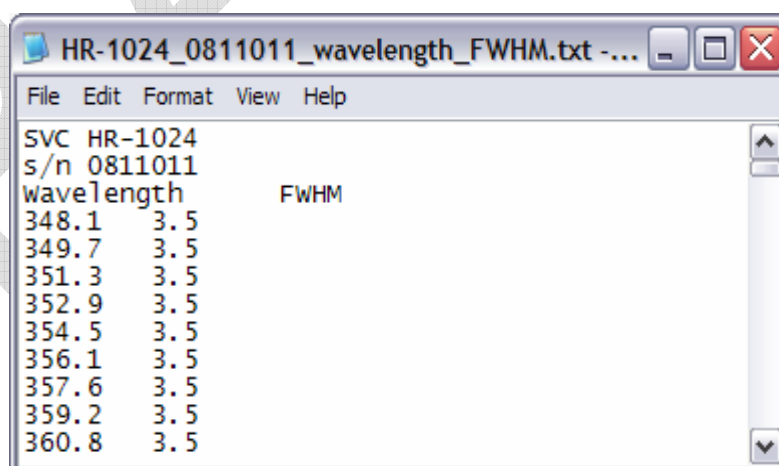 HR-1024_0811011_wavelength_FWHM.txt -...
File Edit Format View Help
SVC HR-1024
s/n 0811011
Wavelength FWHM
348.1 3.5
349.7 3.5
351.3 3.5
352.9 3.5
354.5 3.5
356.1 3.5
357.6 3.5
359.2 3.5
360.8 3.5